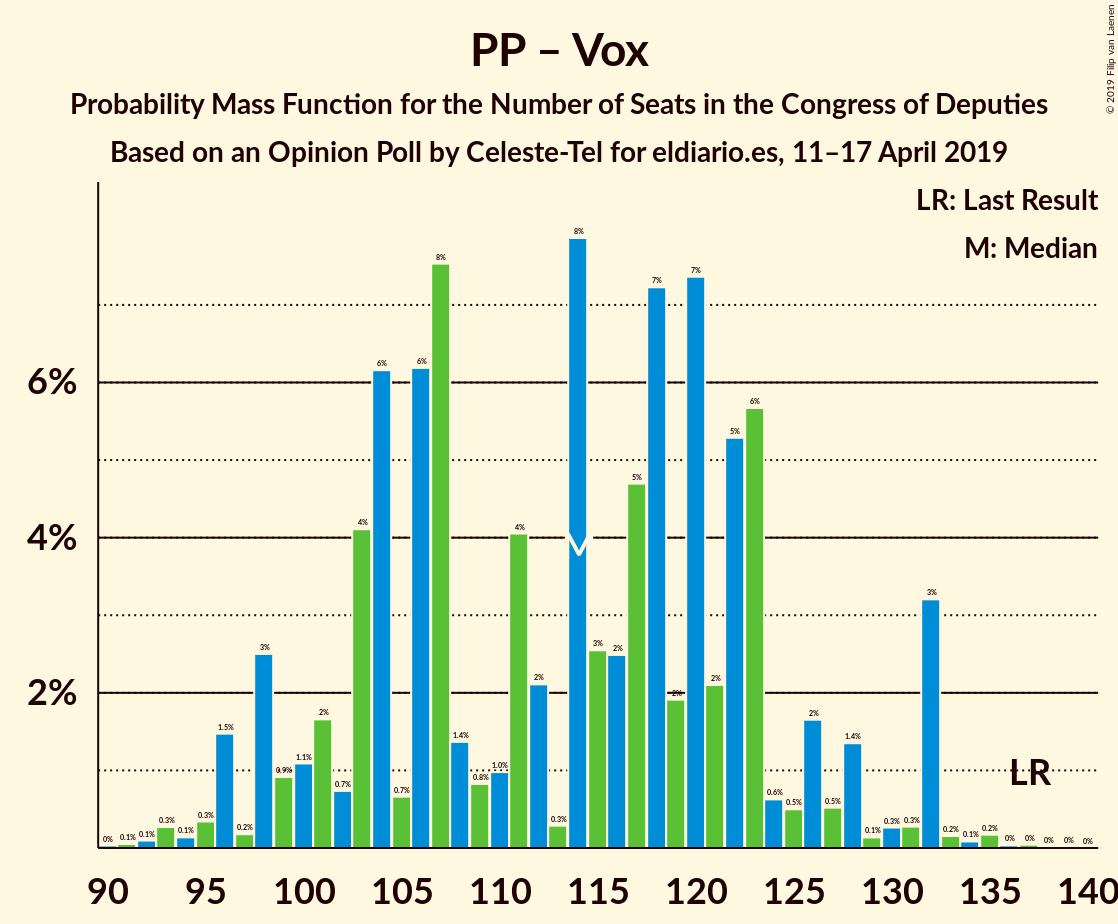 PP – Vox
Probability Mass Function for the Number of Seats in the Congress of Deputies
Based on an Opinion Poll by Celeste-Tel for eldiario.es, 11–17 April 2019
© 2019 Filip van Laenen
LR: Last Result
M: Median
6%
4%
2%
0% 0.1% 0.1% 0.3% 0.1% 0.3% 1.5% 0.2% 3% 0.9% 1.1% 2% 0.7% 4% 6% 0.7% 6% 8% 1.4% 0.8% 1.0% 4% 2% 0.3% 8% 3% 2% 5% 7% 2% 7% 2% 5% 6% 0.6% 0.5% 2% 0.5% 1.4% 0.1% 0.3% 0.3% 3% 0.2% 0.1% 0.2% 0% 0% 0% 0% 0%
LR
90 95 100 105 110 115 120 125 130 135 140